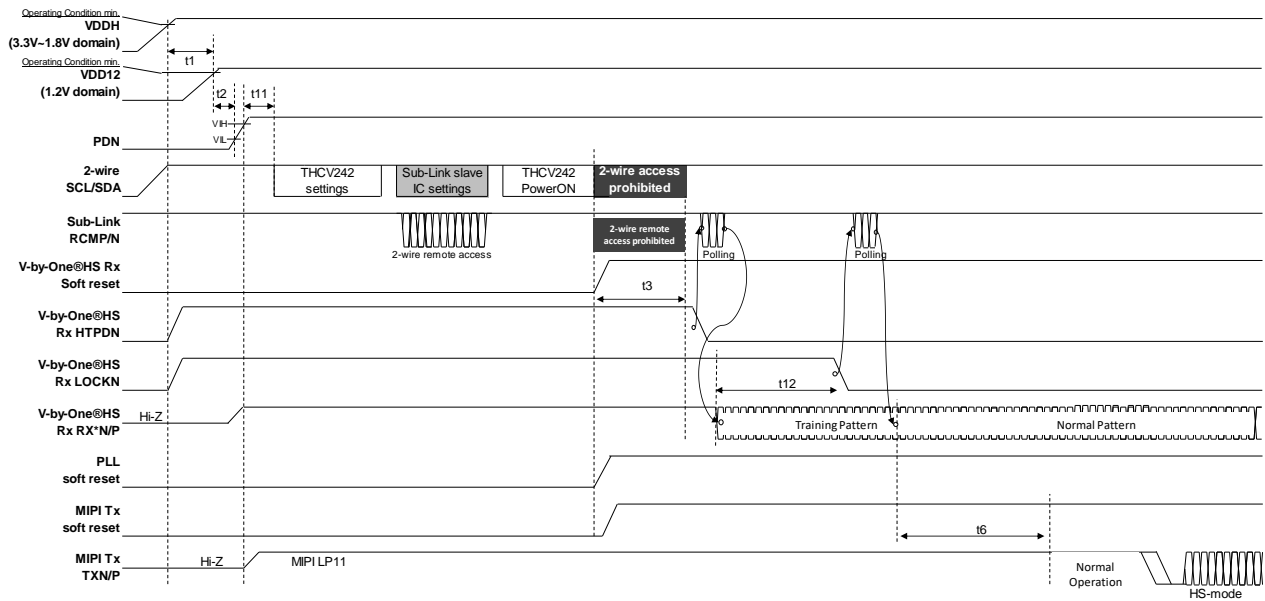 Operating Condition min.
VDDH
(3.3V~1.8V domain)
t1
Operating Condition min.
VDD12
(1.2V domain)
t2
t11
VIH
VIL
PDN
2-wire
SCL/SDA
THCV242
settings
Sub-Link slave
IC settings
THCV242
PowerON
2-wire access
prohibited
Sub-Link
RCMP/N
2-wire remote access
2-wire remote
access prohibited
Polling
Polling
V-by-One®HS Rx
Soft reset
t3
V-by-One®HS
Rx HTPDN
V-by-One®HS
Rx LOCKN
t12
V-by-One®HS
Rx RX*N/P
Hi-Z
Training Pattern
Normal Pattern
PLL
soft reset
MIPI Tx
soft reset
t6
MIPI Tx
TXN/P
Hi-Z
MIPI LP11
Normal
Operation
HS-mode